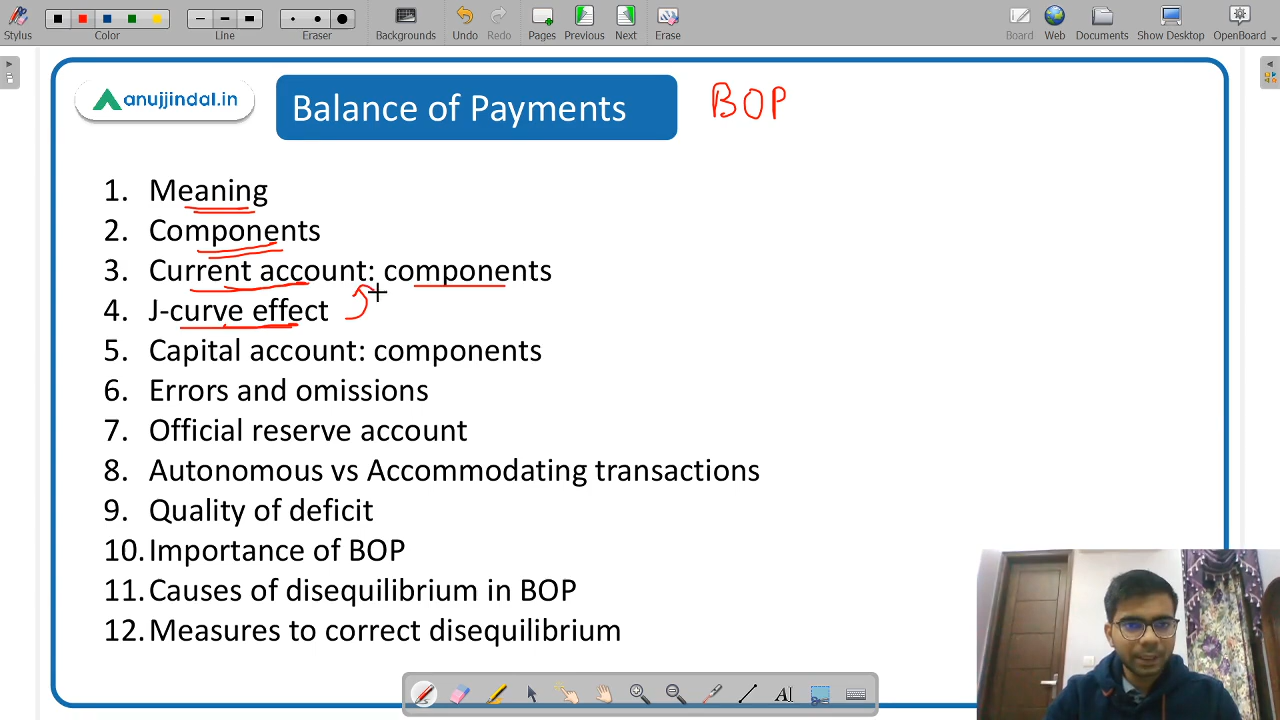 Stylus
Color
Line
Eraser
Backgrounds
Undo
Redo
Pages
Previous
Next
Erase
Board
Web
Documents
Show Desktop
OpenBoard
anujjindal.in
Balance of Payments
BOP
1. Meaning
2. Components
3. Current account: components
4. J-curve effect
5. Capital account: components
6. Errors and omissions
7. Official reserve account
8. Autonomous vs Accommodating transactions
9. Quality of deficit
10. Importance of BOP
11. Causes of disequilibrium in BOP
12. Measures to correct disequilibrium
AI